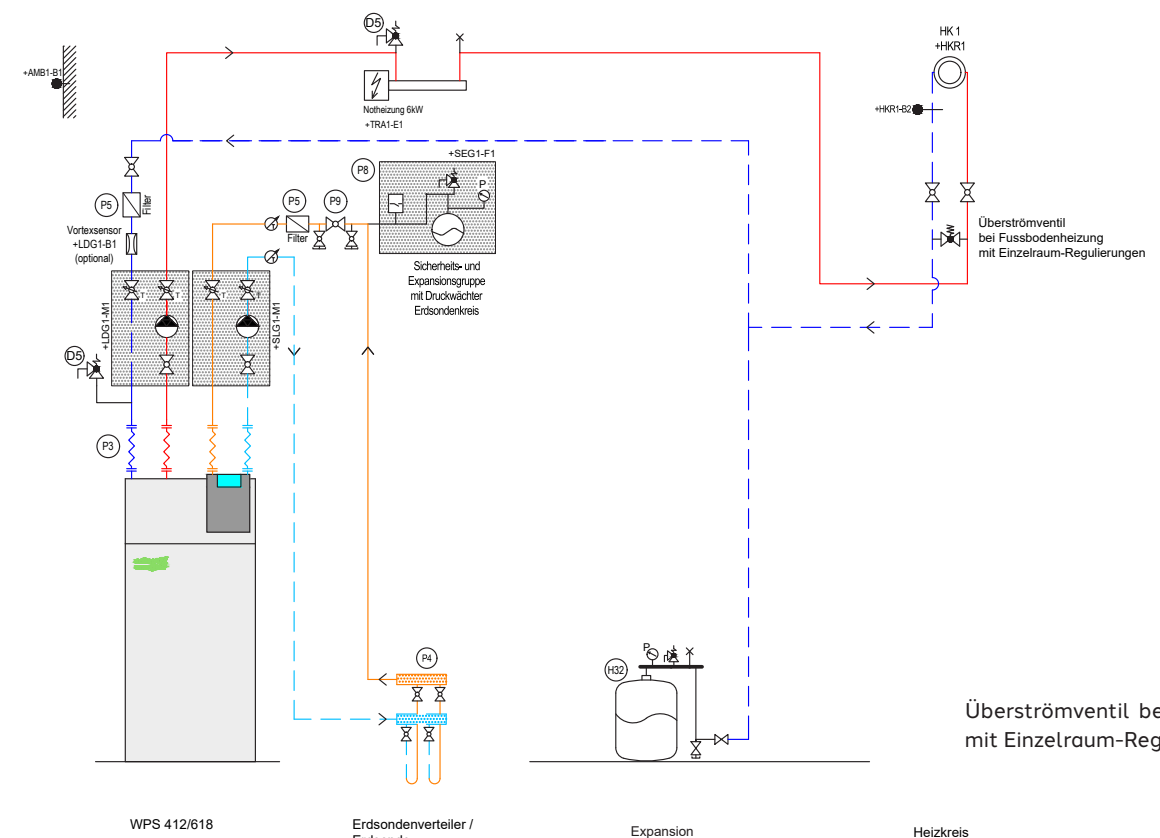 D5
HK 1
+HKR1
+AMB1-B1
Notheizung 6kW
+TRA1-E1
+HKR1-B2
+SEG1-F1
P8
P
P5
Filter
Vortexsensor
+LDG1-B1
(optional)
P5
Filter
P9
Überströmventil
bei Fussbodenheizung
mit Einzelraum-Regulierungen
Sicherheits- und
Expansionsgruppe
mit Druckwächter
Erdsondenkreis
T
T
T
T
+LDG1-M1
+SLG1-M1
D5
P3
P4
P
H32
Überströmventil be
mit Einzelraum-Reg
WPS 412/618
Erdsondenverteiler /
Expansion
Heizkreis